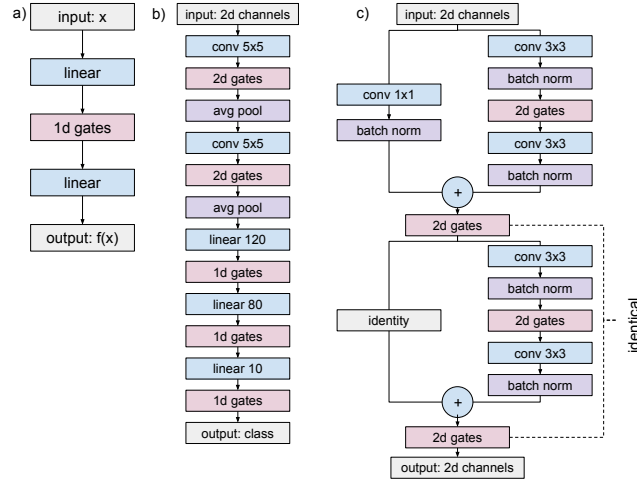 a)
input: x
linear
1d gates
linear
output: f(x)
b)
input: 2d channels
conv 5x5
2d gates
avg pool
conv 5x5
2d gates
avg pool
linear 120
1d gates
linear 80
1d gates
linear 10
1d gates
output: class
c)
input: 2d channels
conv 1x1
batch norm
conv 3x3
batch norm
2d gates
conv 3x3
batch norm
+
2d gates
identity
conv 3x3
batch norm
2d gates
conv 3x3
batch norm
+
2d gates
output: 2d channels
identical